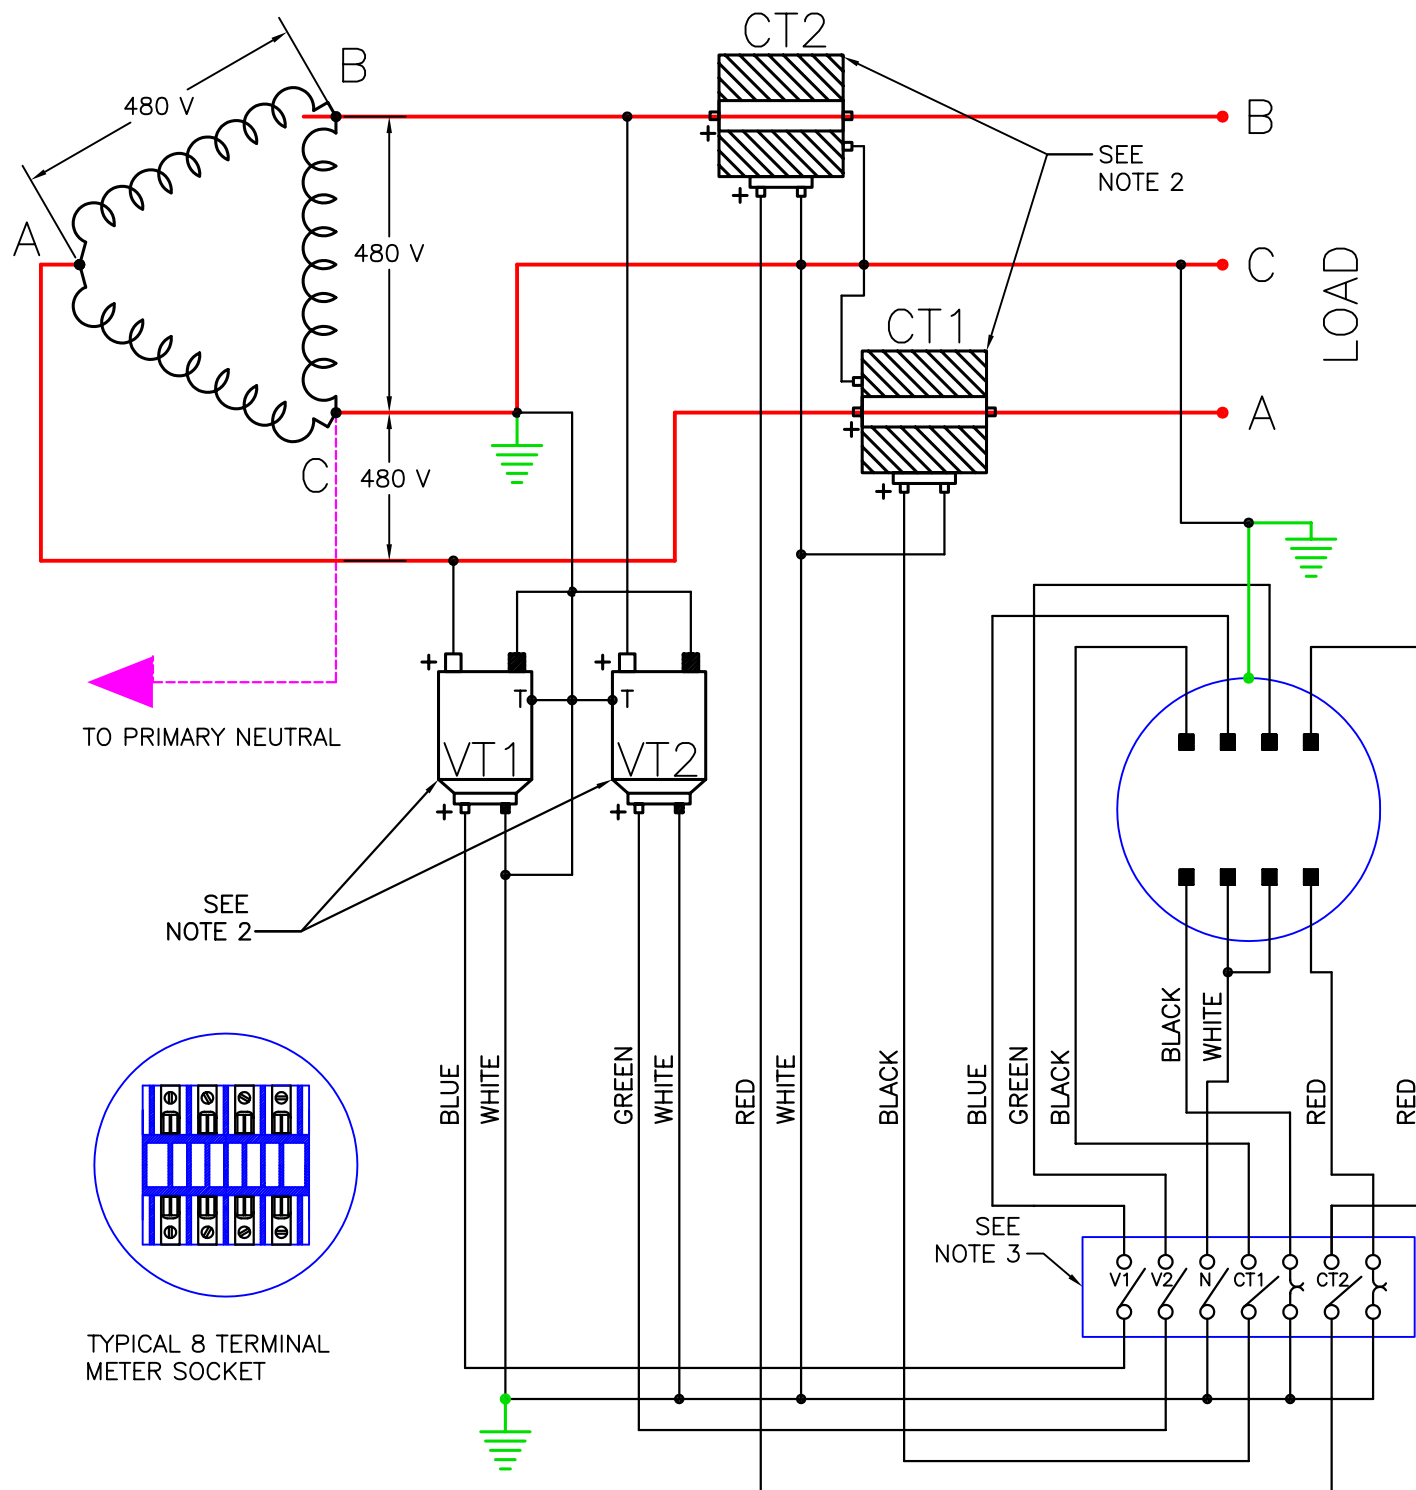 CT2
B
480 V
B
SEE
NOTE 2
A
480 V
C
LOAD
CT1
A
C
480 V
T
T
VT1
VT2
TO PRIMARY NEUTRAL
SEE
NOTE 2
BLUE
WHITE
GREEN
WHITE
RED
WHITE
BLACK
BLUE
GREEN
BLACK
BLACK
WHITE
RED
RED
SEE
NOTE 3
V1
V2
N
CT1
CT2
TYPICAL 8 TERMINAL
METER SOCKET